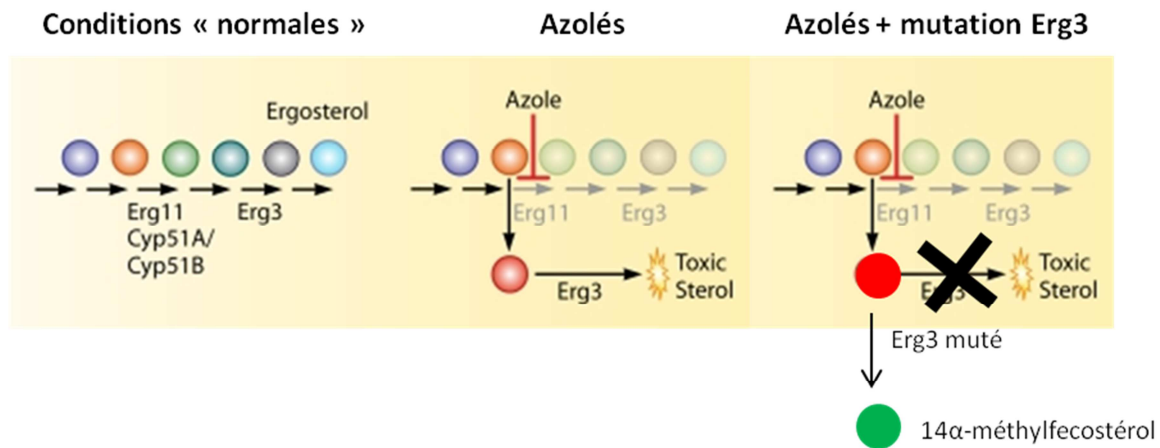 Conditions « normales »
Ergosterol
Erg11
Cyp51A/
Cyp51B
Erg3
Azolés
Azole
Erg11
Erg3
Erg3
Toxic
Sterol
Azolés + mutation Erg3
Azole
Erg11
Erg3
Erg3
Toxic
Sterol
Erg3 muté
14α-méthylfecostérol